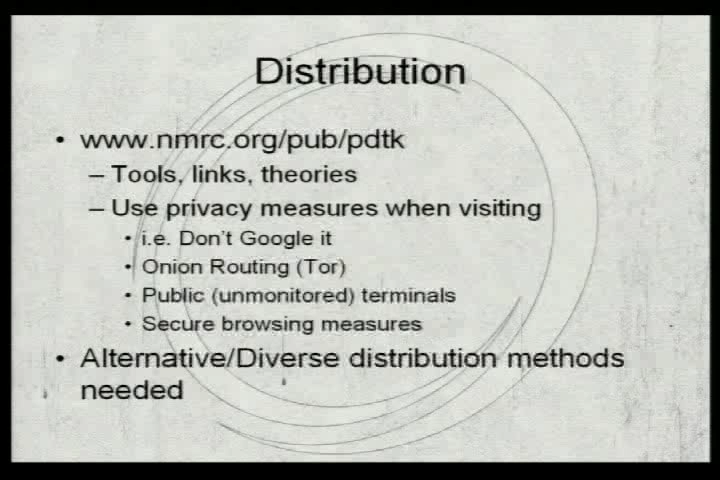 Distribution
• www.nmrc.org/pub/pdtk
– Tools, links, theories
– Use privacy measures when visiting
• i.e. Don't Google it
• Onion Routing (Tor)
• Public (unmonitored) terminals
• Secure browsing measures
• Alternative/Diverse distribution methods
needed